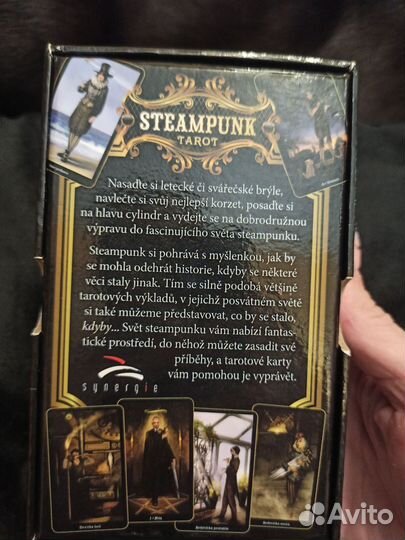 STEAMPUNK
TAROT
Nasaďte si letecké či svářečské brýle,
navlečte si svůj nejlepší korzet, posaďte si
na hlavu cylindr a vydejte se na dobrodružnou
výpravu do fascinujícího světa steampunku.
Steampunk si pohrává s myšlenkou, jak by
se mohla odehrát historie, kdyby se některé
věci staly jinak. Tím se silně podobá většině
tarotových výkladů, v jejichž posvátném světě
si také můžeme představovat, co by se stalo,
kdyby... Svět steampunku vám nabízí fantas-
tické prostředí, do něhož můžete zasadit své
příběhy, a tarotové karty
vám pomohou je vyprávět.
synergie
Avito